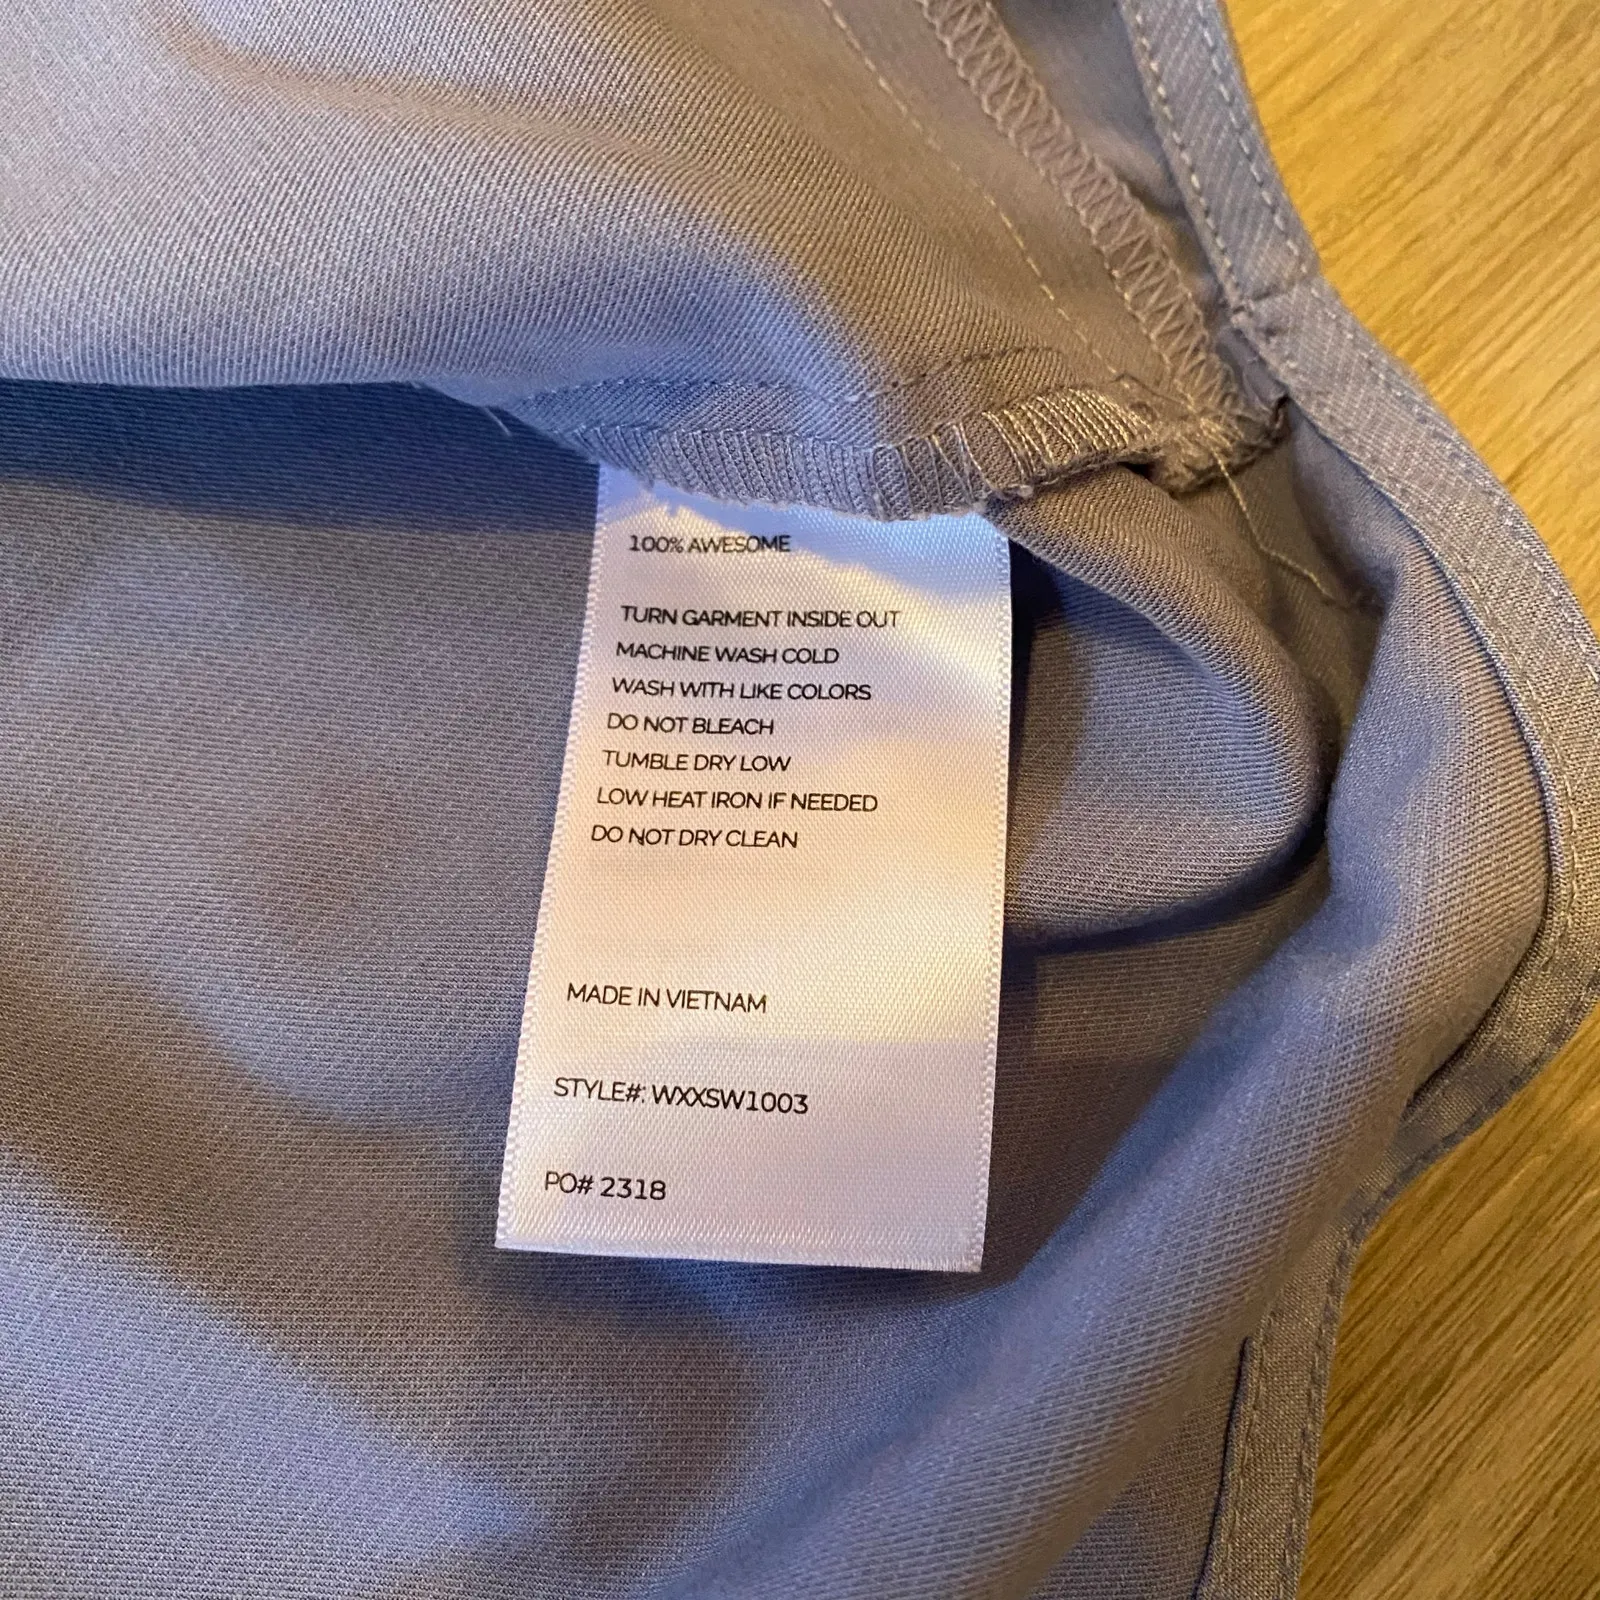 100% AWESOME
TURN GARMENT INSIDE OUT
MACHINE WASH COLD
WASH WITH LIKE COLORS
DO NOT BLEACH
TUMBLE DRY LOW
LOW HEAT IRON IF NEEDED
DO NOT DRY CLEAN
MADE IN VIETNAM
STYLE#: WXXSW1003
PO# 2318